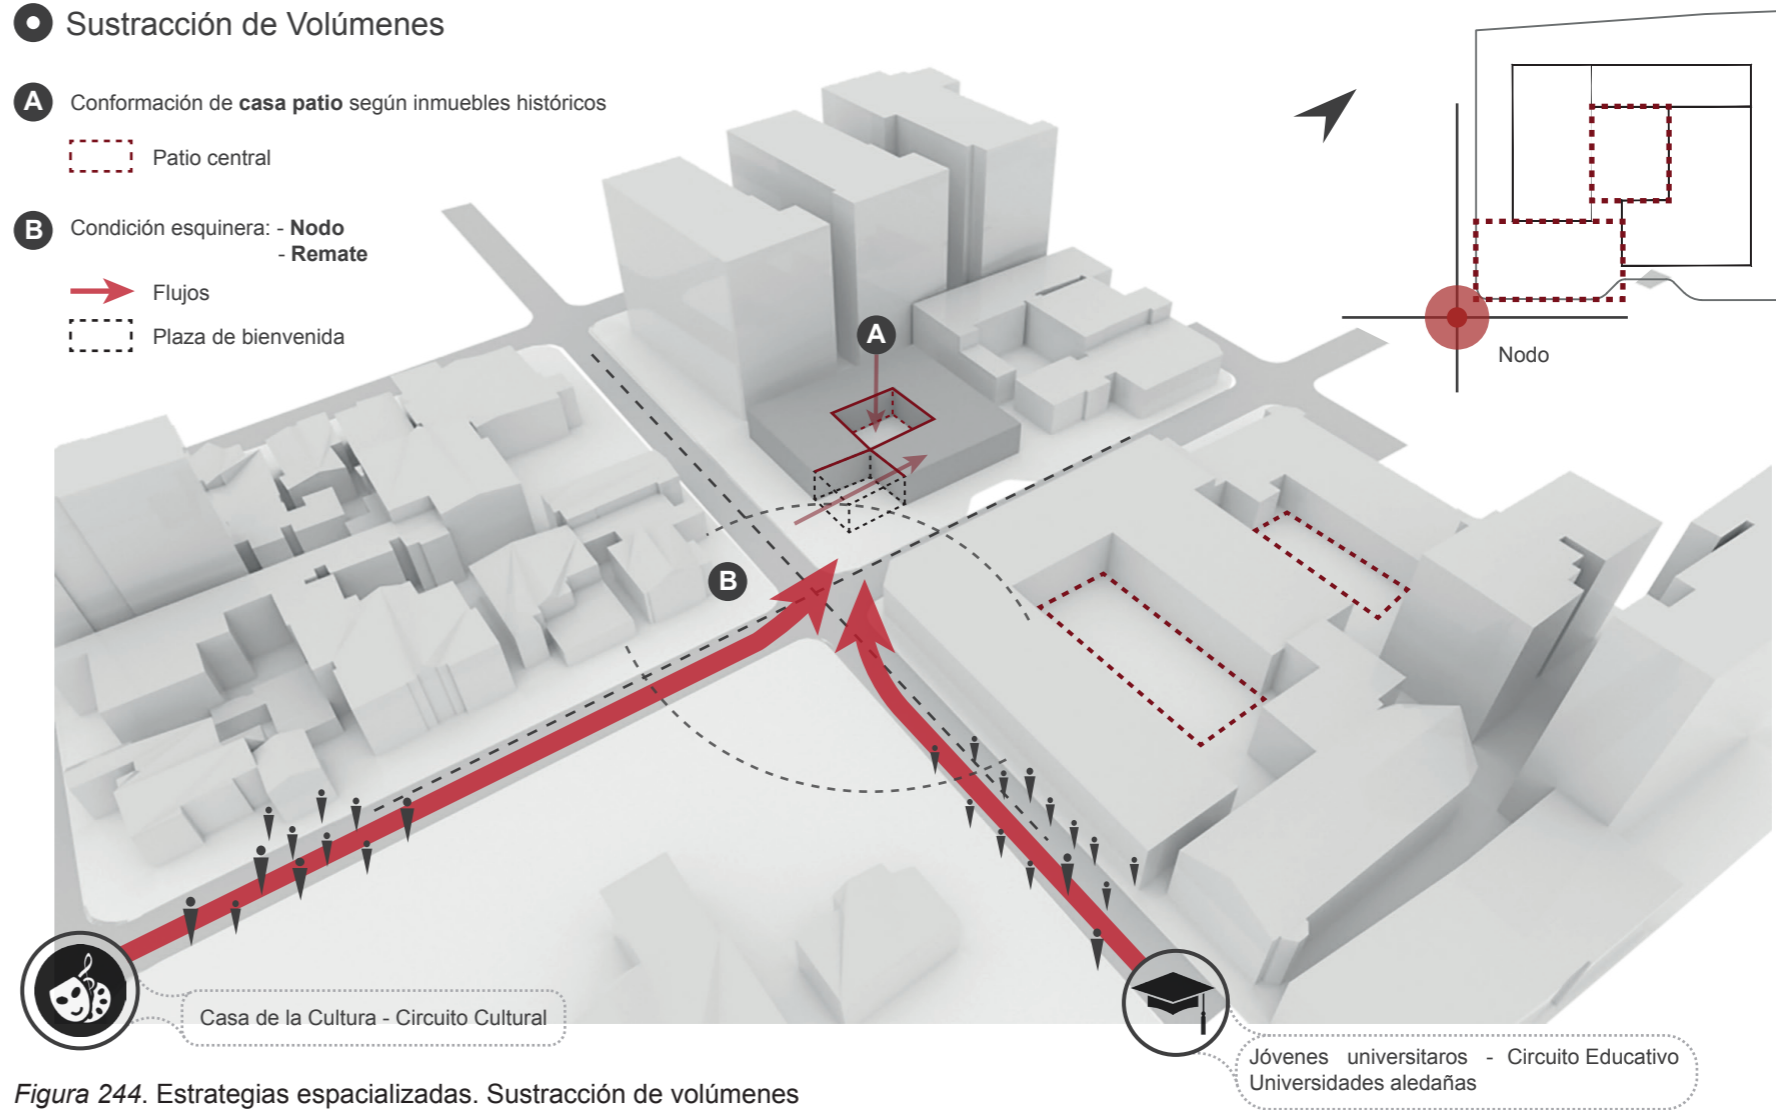 Sustracción de Volúmenes
A Conformación de casa patio según inmuebles históricos
Patio central
B Condición esquinera: - Nodo
- Remate
Flujos
Plaza de bienvenida
Nodo
A
B
Casa de la Cultura - Circuito Cultural
Jóvenes universitaros - Circuito Educativo
Universidades aledañas
Figura 244. Estrategias espacializadas. Sustracción de volúmenes